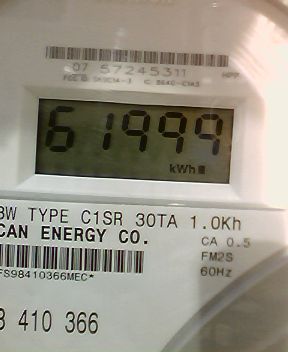 07 57245311
61999
kWh
3W TYPE C1SR 30TA 1.0Kh
CAN ENERGY CO.
CA 0.5
FM2S
60Hz
FS98410366MEC*
8 410 366